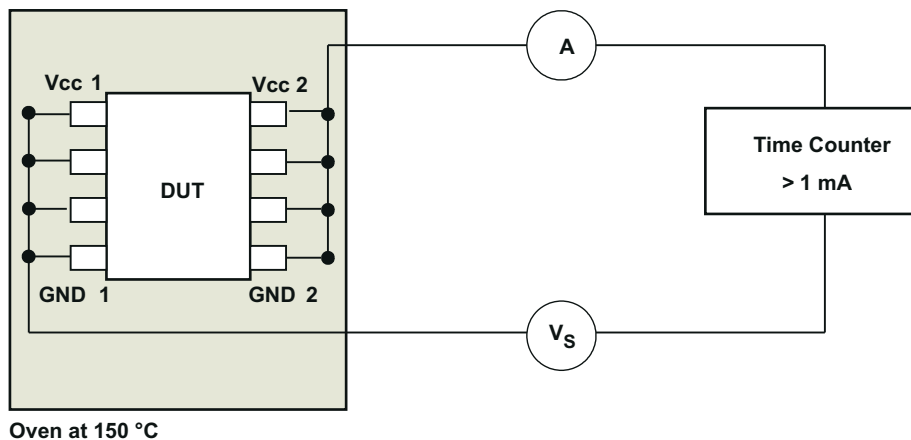 A
Vcc 1
Vcc 2
Time Counter
> 1 mA
DUT
GND 1
GND 2
VS
Oven at 150 °C